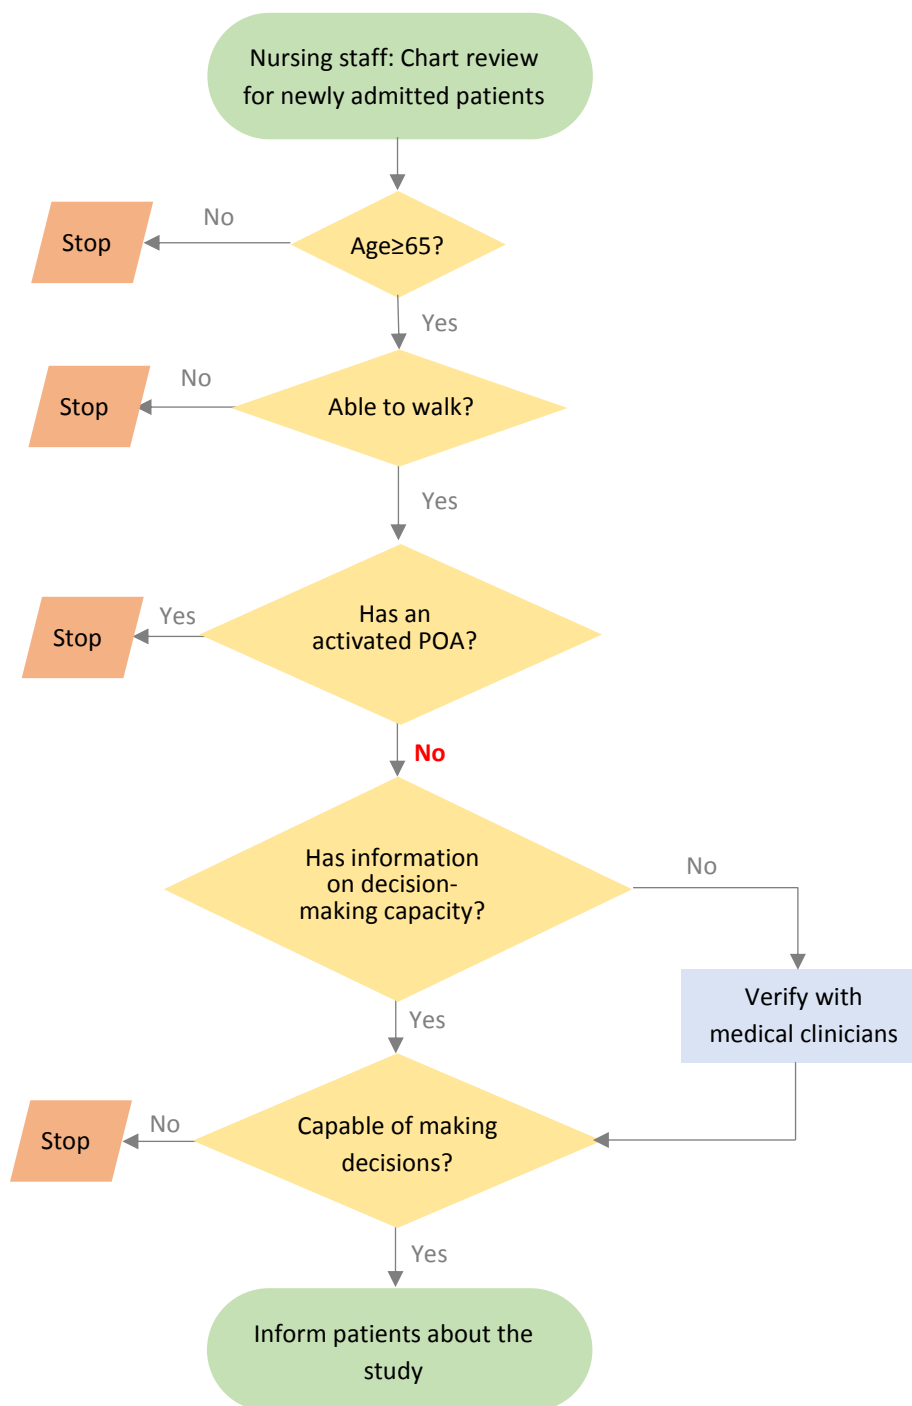 Nursing staff: Chart review
for newly admitted patients
No
Stop
Age≥65?
Yes
No
Stop
Able to walk?
Yes
Yes
Stop
Has an
activated POA?
No
Has information
on decision-
making capacity?
No
Verify with
medical clinicians
Yes
No
Stop
Capable of making
decisions?
Yes
Inform patients about the
study